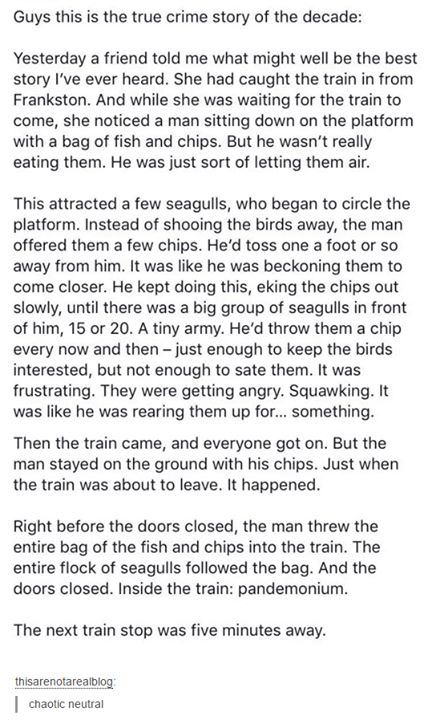 Guys this is the true crime story of the decade:
Yesterday a friend told me what might well be the best
story I've ever heard. She had caught the train in from
Frankston. And while she was waiting for the train to
come, she noticed a man sitting down on the platform
with a bag of fish and chips. But he wasn't really
eating them. He was just sort of letting them air.
This attracted a few seagulls, who began to circle the
platform. Instead of shooing the birds away, the man
offered them a few chips. He'd toss one a foot or so
away from him. It was like he was beckoning them to
come closer. He kept doing this, eking the chips out
slowly, until there was a big group of seagulls in front
of him, 15 or 20. A tiny army. He'd throw them a chip
every now and then – just enough to keep the birds
interested, but not enough to sate them. It was
frustrating. They were getting angry. Squawking. It
was like he was rearing them up for... something.
Then the train came, and everyone got on. But the
man stayed on the ground with his chips. Just when
the train was about to leave. It happened.
Right before the doors closed, the man threw the
entire bag of the fish and chips into the train. The
entire flock of seagulls followed the bag. And the
doors closed. Inside the train: pandemonium.
The next train stop was five minutes away.
thisarenotarealblog:
chaotic neutral